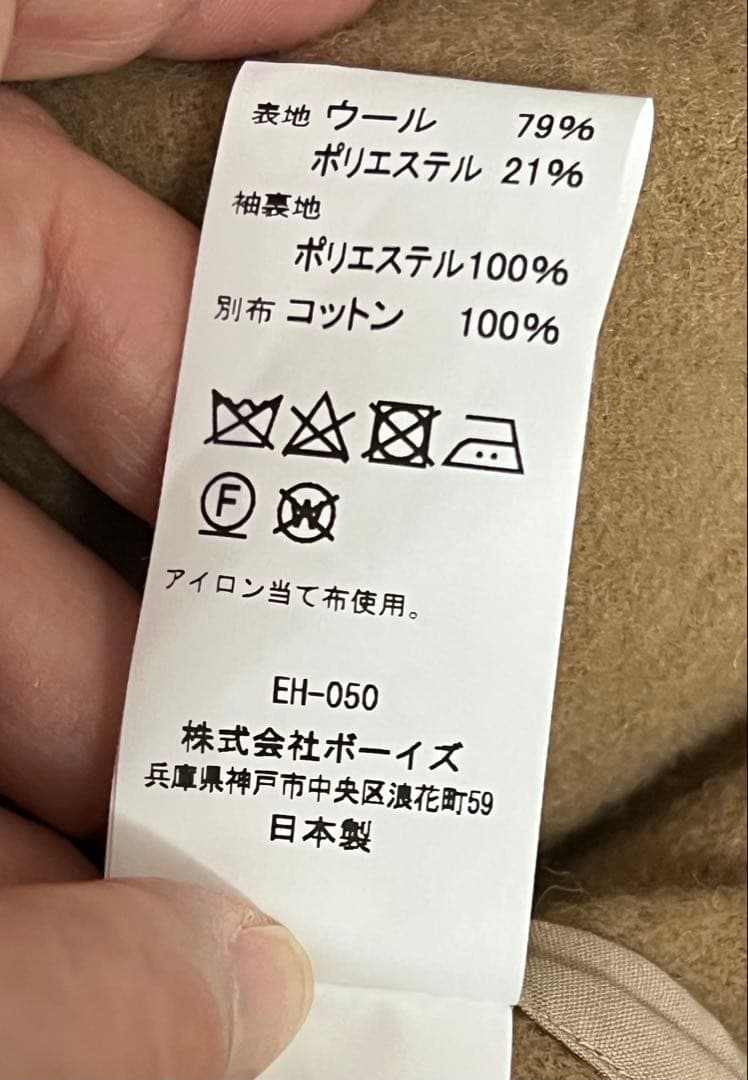 表地 ウール 79%
ポリエステル 21%
袖裏地
ポリエステル100%
別布 コットン 100%
F W
アイロン当て布使用。
EH-050
株式会社ボーイズ
兵庫県神戸市中央区浪花町59
日本製